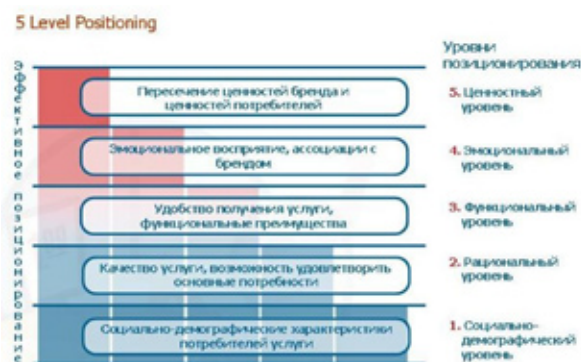 5 Level Positioning
Уровни
позиционирования
Эффективное позиционирование
Пересечение ценностей бренда и
ценностей потребителей
5. Ценностный
уровень
Эмоциональное восприятие, ассоциации с
брендом
4. Эмоциональный
уровень
Удобство получения услуги,
функциональные преимущества
3. Функциональный
уровень
Качество услуги, возможность удовлетворить
основные потребности
2. Рациональный
уровень
Социально-демографические характеристики
потребителей услуги
1. Социально-
демографический
уровень